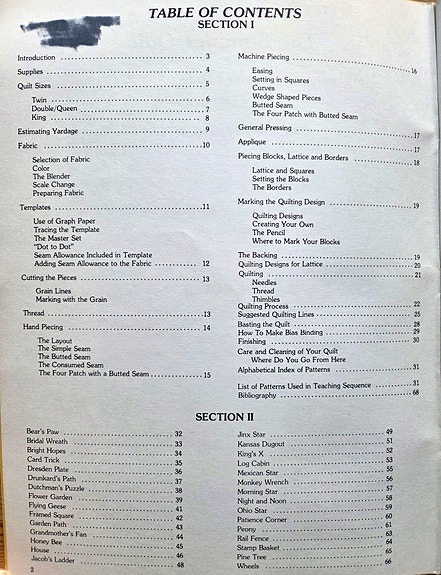 TABLE OF CONTENTS
SECTION I
Introduction 3
Supplies 4
Quilt Sizes 5
Twin 6
Double/Queen 7
King 8
Estimating Yardage 9
Fabric 10
Selection of Fabric
Color
The Blender
Scale Change
Preparing Fabric
Templates 11
Use of Graph Paper
Tracing the Template
The Master Set
"Dot to Dot"
Seam Allowance Included in Template
Adding Seam Allowance to the Fabric 12
Cutting the Pieces 13
Grain Lines
Marking with the Grain
Thread 13
Hand Piecing 14
The Layout
The Simple Seam
The Butted Seam
The Consumed Seam
The Four Patch with a Butted Seam 15
Machine Piecing 16
Easing
Setting in Squares
Curves
Wedge Shaped Pieces
Butted Seam
The Four Patch with Butted Seam
General Pressing 17
Applique 17
Piecing Blocks, Lattice and Borders 18
Lattice and Squares
Setting the Blocks
The Borders
Marking the Quilting Design 19
Quilting Designs
Creating Your Own
The Pencil
Where to Mark Your Blocks
The Backing 19
Quilting Designs for Lattice 20
Quilting 21
Needles
Thread
Thimbles
Quilting Process 22
Suggested Quilting Lines 25
Basting the Quilt 28
How To Make Bias Binding 29
Finishing 30
Care and Cleaning of Your Quilt
Where Do You Go From Here
Alphabetical Index of Patterns 31
List of Patterns Used in Teaching Sequence 31
Bibliography 68
SECTION II
Bear's Paw 32
Bridal Wreath 33
Bright Hopes 34
Card Trick 35
Dresden Plate 36
Drunkard's Path 37
Dutchman's Puzzle 38
Flower Garden 39
Flying Geese 41
Framed Square 42
Garden Path 43
Grandmother's Fan 44
Honey Bee 45
House 46
Jacob's Ladder 48
Jinx Star 49
Kansas Dugout 51
King's X 52
Log Cabin 53
Mexican Star 55
Monkey Wrench 56
Morning Star 57
Night and Noon 58
Ohio Star 59
Patience Corner 60
Peony 61
Rail Fence 63
Stamp Basket 64
Pine Tree 65
Wheels 66
2